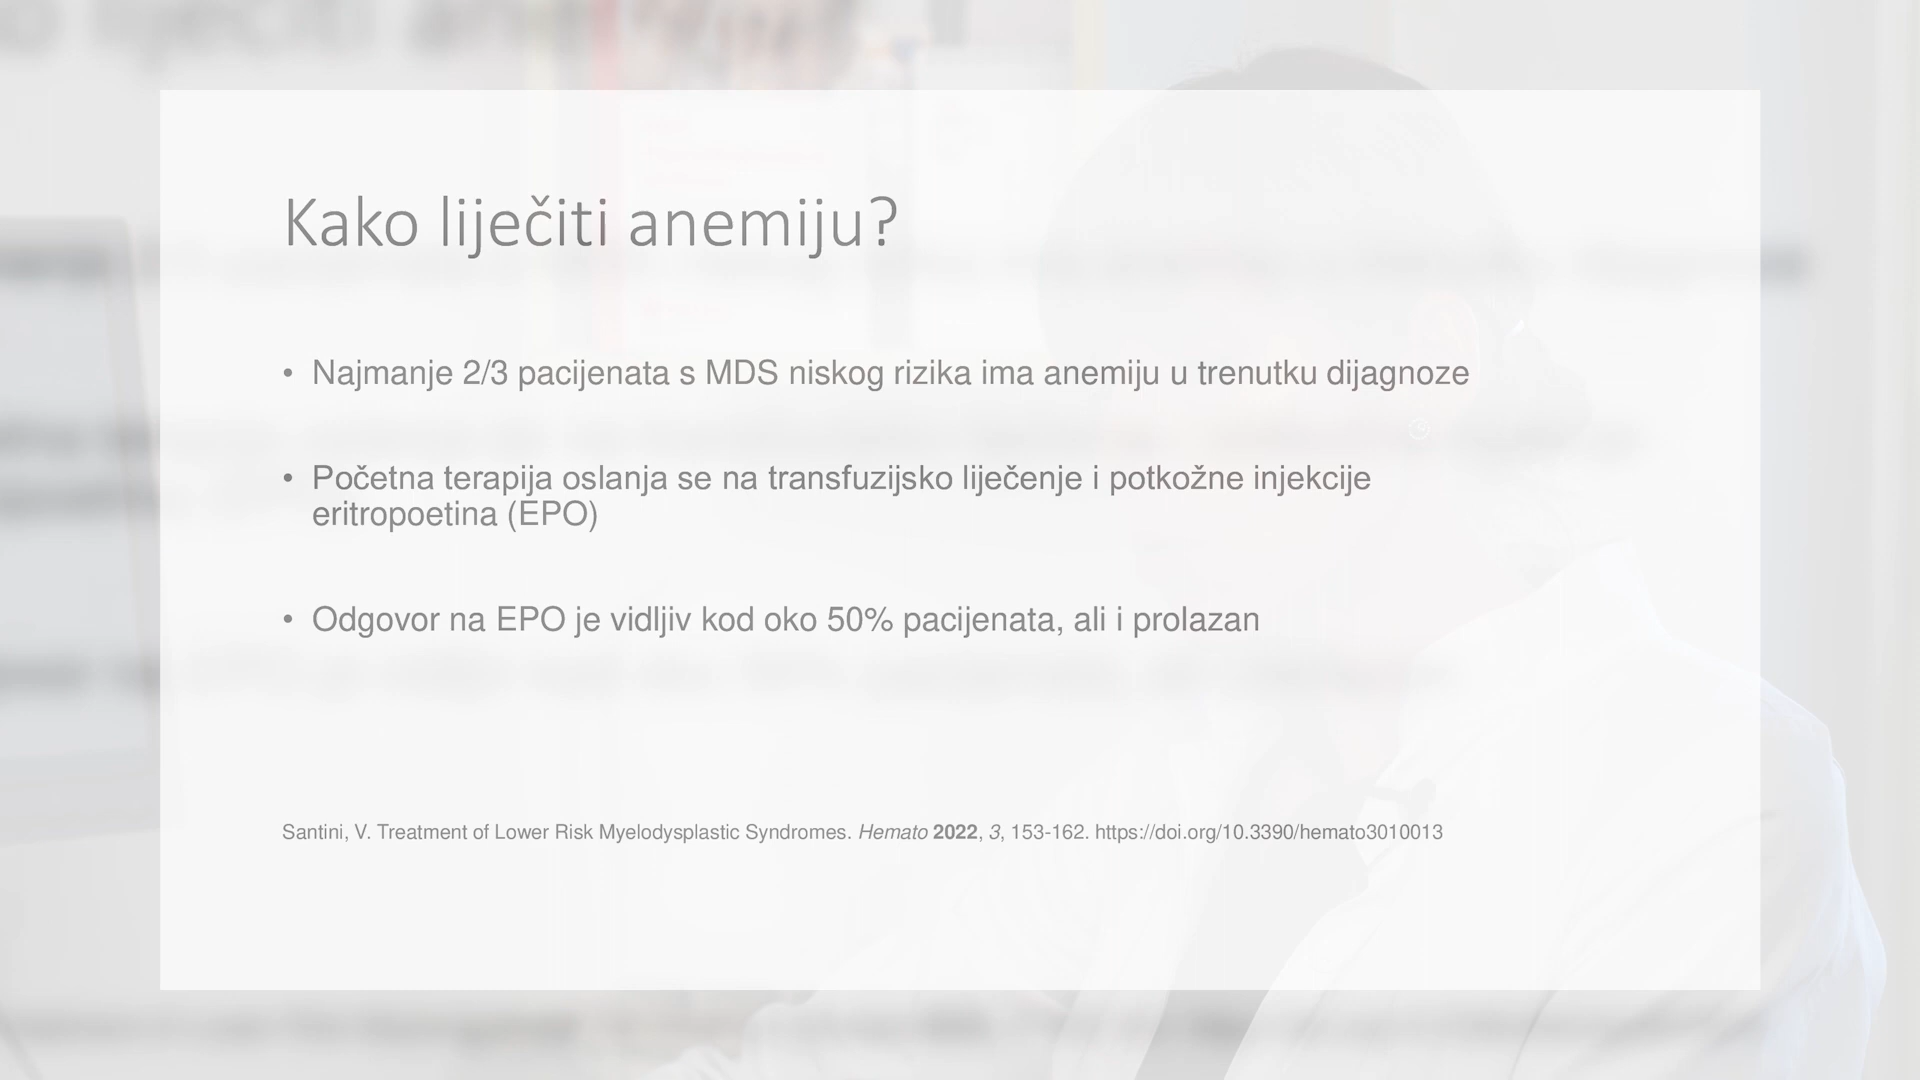 Kako liječiti anemiju?
• Najmanje 2/3 pacijenata s MDS niskog rizika ima anemiju u trenutku dijagnoze
• Početna terapija oslanja se na transfuzijsko liječenje i potkožne injekcije
eritropoetina (EPO)
• Odgovor na EPO je vidljiv kod oko 50% pacijenata, ali i prolazan
Santini, V. Treatment of Lower Risk Myelodysplastic Syndromes. Hemato 2022, 3, 153-162. https://doi.org/10.3390/hemato3010013